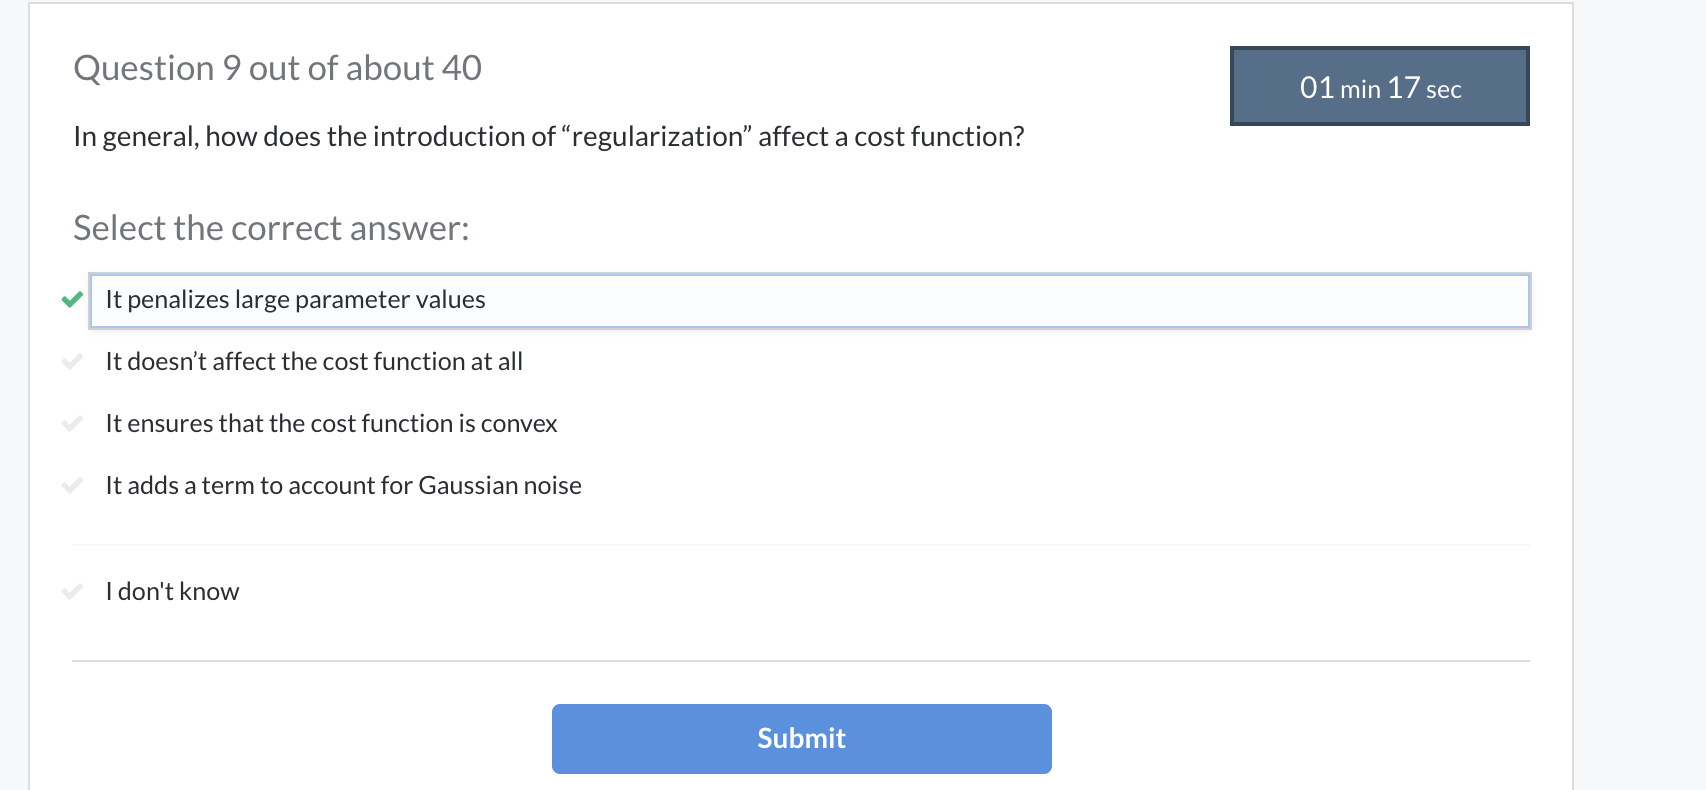 Question 9 out of about 40
01 min 17 sec
In general, how does the introduction of “regularization” affect a cost function?
Select the correct answer:
It penalizes large parameter values
It doesn’t affect the cost function at all
It ensures that the cost function is convex
It adds a term to account for Gaussian noise
I don't know
Submit